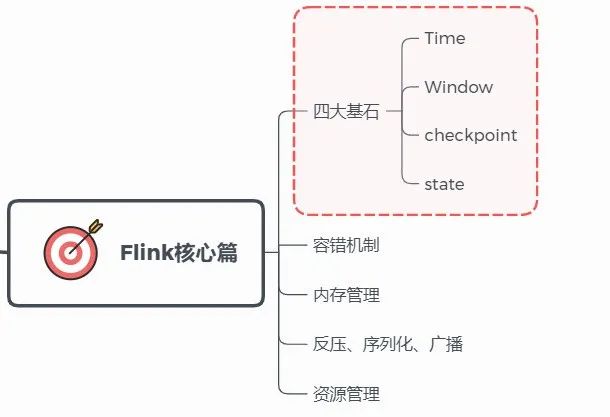 Flink核心篇
四大基石
Time
Window
checkpoint
state
容错机制
内存管理
反压、序列化、广播
资源管理